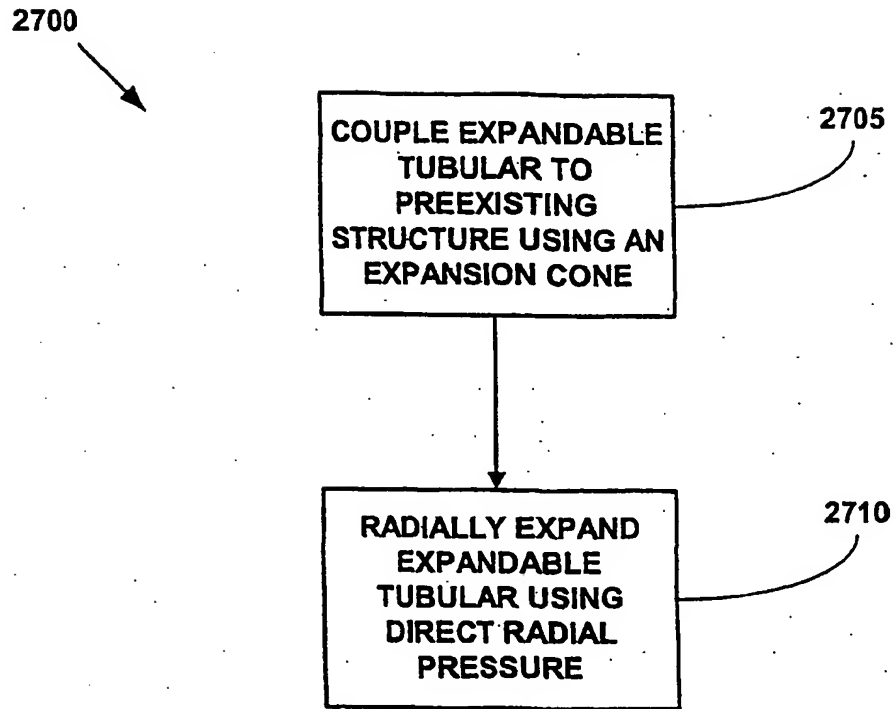 2700
COUPLE EXPANDABLE
TUBULAR TO
PREEXISTING
STRUCTURE USING AN
EXPANSION CONE
2705
RADIALLY EXPAND
EXPANDABLE
TUBULAR USING
DIRECT RADIAL
PRESSURE
2710